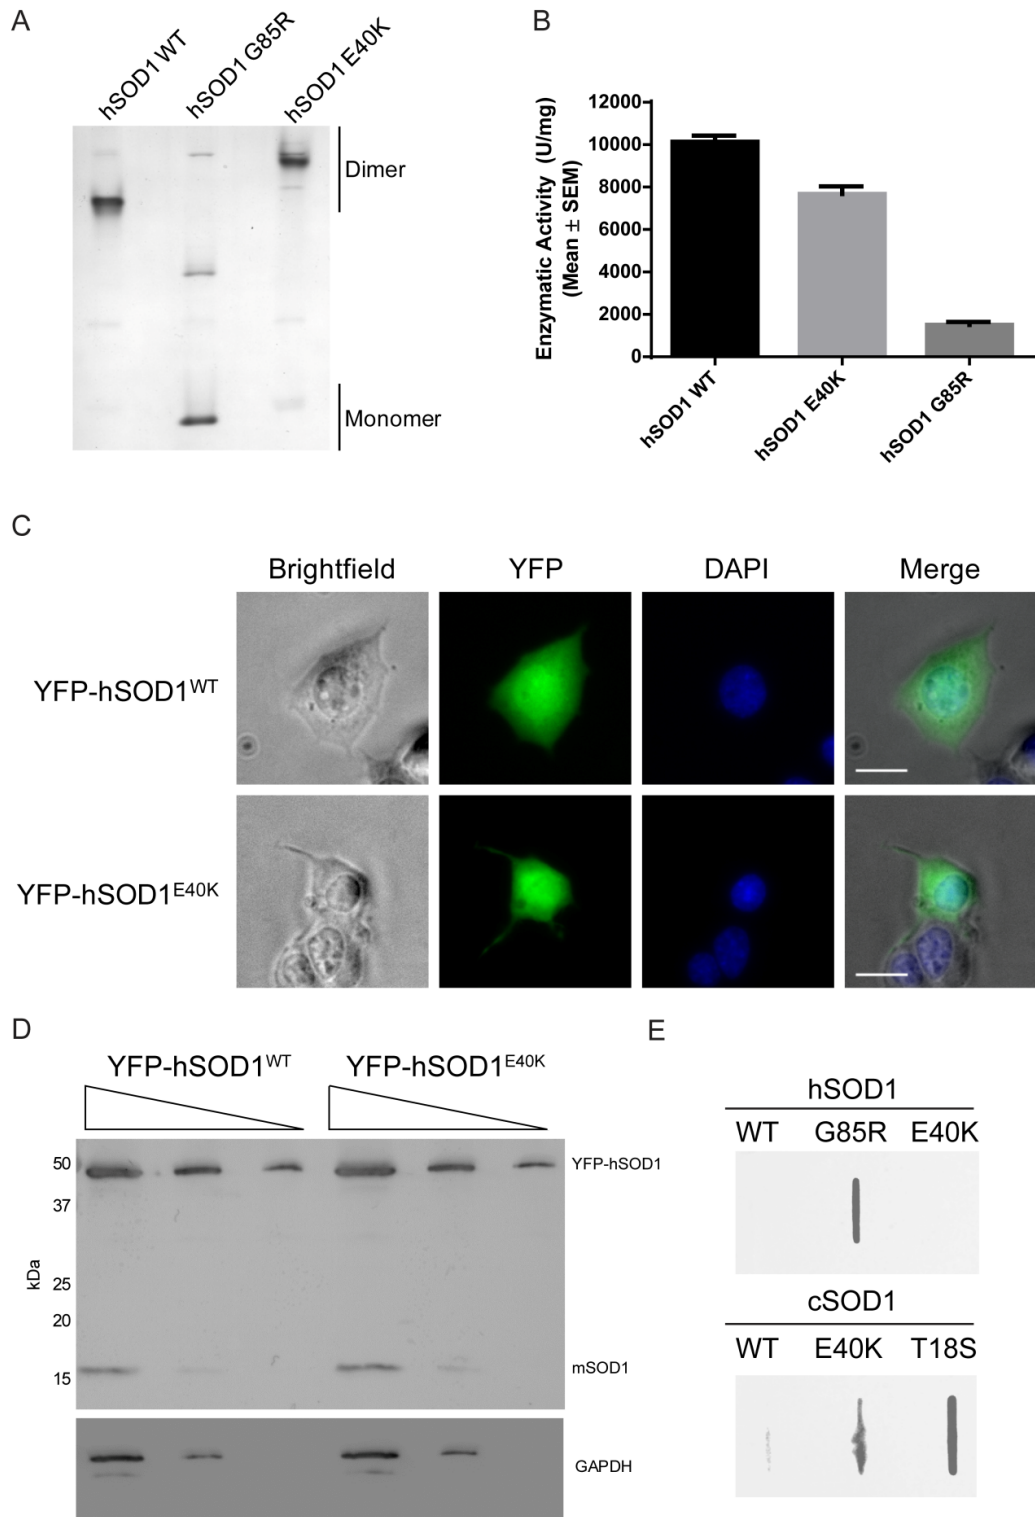 A
hSOD1 WT
hSOD1 G85R
hSOD1 E40K
Dimer
Monomer
B
Enzymatic Activity (U/mg)
(Mean ± SEM)
12000
10000
8000
6000
4000
2000
0
hSOD1 WT
hSOD1 E40K
hSOD1 G85R
C
Brightfield YFP DAPI Merge
YFP-hSOD1WT
YFP-hSOD1E40K
D
YFP-hSOD1WT YFP-hSOD1E40K
kDa
50
37
25
20
15
YFP-hSOD1
mSOD1
GAPDH
E
hSOD1
WT G85R E40K
cSOD1
WT E40K T18S